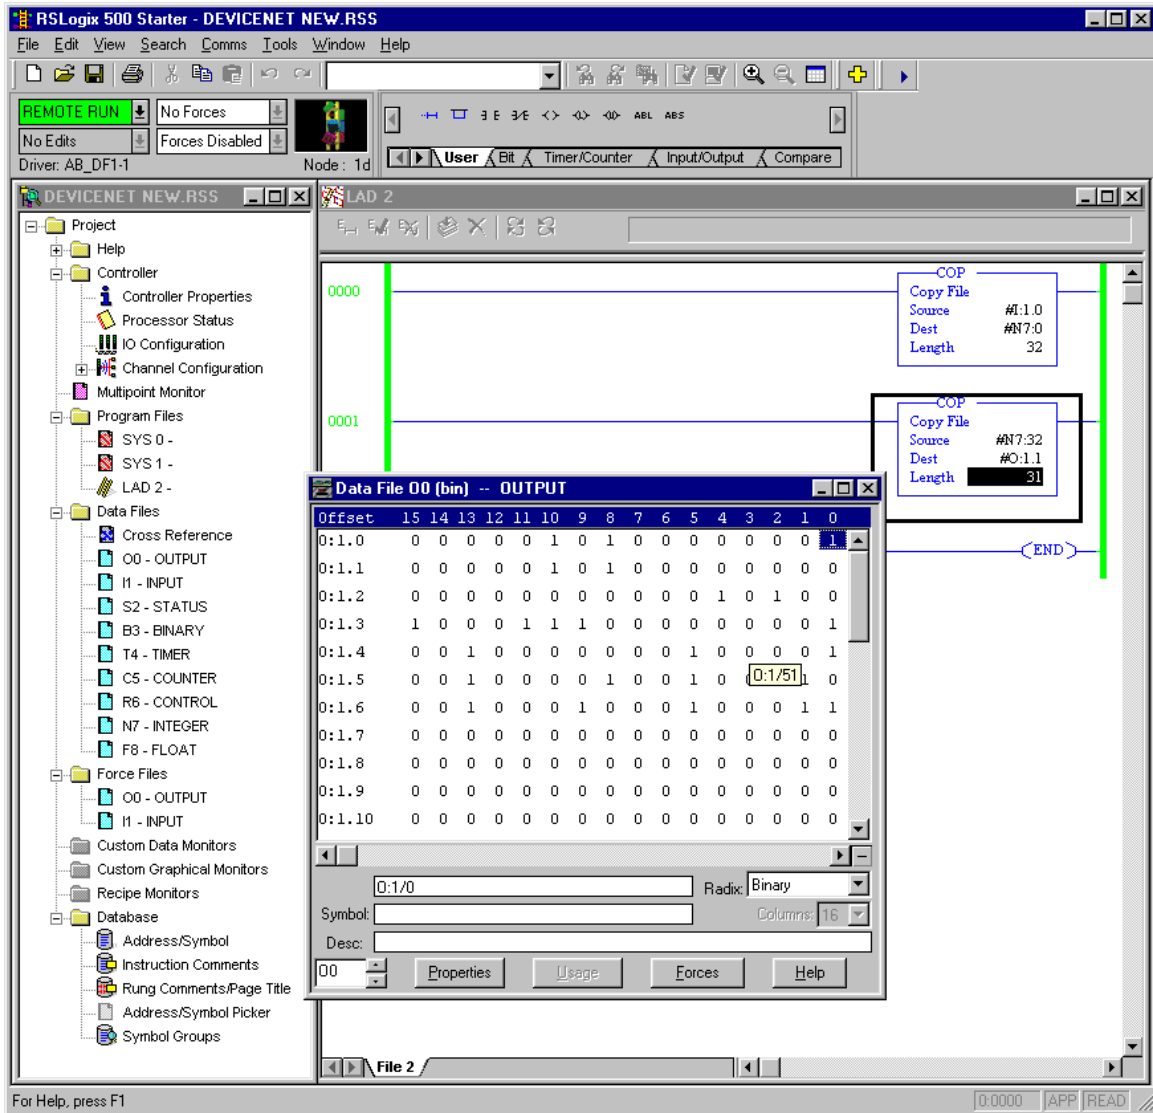 RSLogix 500 Starter - DEVICENET NEW.RSS
File Edit View Search Comms Tools Window Help
REMOTE RUN No Forces
No Edits Forces Disabled
Driver: AB_DF1-1 Node : 1d
ABL ABS
User Bit Timer/Counter Input/Output Compare
DEVICENET NEW.RSS
Project
Help
Controller
Controller Properties
Processor Status
IO Configuration
Channel Configuration
Multipoint Monitor
Program Files
SYS 0 -
SYS 1 -
LAD 2 -
Data Files
Cross Reference
O0 - OUTPUT
I1 - INPUT
S2 - STATUS
B3 - BINARY
T4 - TIMER
C5 - COUNTER
R6 - CONTROL
N7 - INTEGER
F8 - FLOAT
Force Files
O0 - OUTPUT
I1 - INPUT
Custom Data Monitors
Custom Graphical Monitors
Recipe Monitors
Database
Address/Symbol
Instruction Comments
Rung Comments/Page Title
Address/Symbol Picker
Symbol Groups
LAD 2
0000
COP
Copy File
Source #I:1.0
Dest #N7:0
Length 32
0001
COP
Copy File
Source #N7:32
Dest #O:1.1
Length 31
END
Data File O0 (bin) -- OUTPUT
Offset 15 14 13 12 11 10 9 8 7 6 5 4 3 2 1 0
O:1.0 0 0 0 0 0 1 0 1 0 0 0 0 0 0 0 1
O:1.1 0 0 0 0 0 1 0 1 0 0 0 0 0 0 0 0
O:1.2 0 0 0 0 0 0 0 0 0 0 0 1 0 1 0 0
O:1.3 1 0 0 0 1 1 1 0 0 0 0 0 0 0 0 1
O:1.4 0 0 1 0 0 0 0 0 0 0 1 0 0 0 0 1
O:1.5 0 0 1 0 0 0 0 1 0 0 1 0 1 0
O:1/51
O:1.6 0 0 1 0 0 0 1 0 0 0 1 0 0 0 1 1
O:1.7 0 0 0 0 0 0 0 0 0 0 0 0 0 0 0 0
O:1.8 0 0 0 0 0 0 0 0 0 0 0 0 0 0 0 0
O:1.9 0 0 0 0 0 0 0 0 0 0 0 0 0 0 0 0
O:1.10 0 0 0 0 0 0 0 0 0 0 0 0 0 0 0 0
O:1/0 Radix: Binary
Symbol: Columns: 16
Desc:
O0 Properties Usage Forces Help
File 2
For Help, press F1 0:0000 APP READ